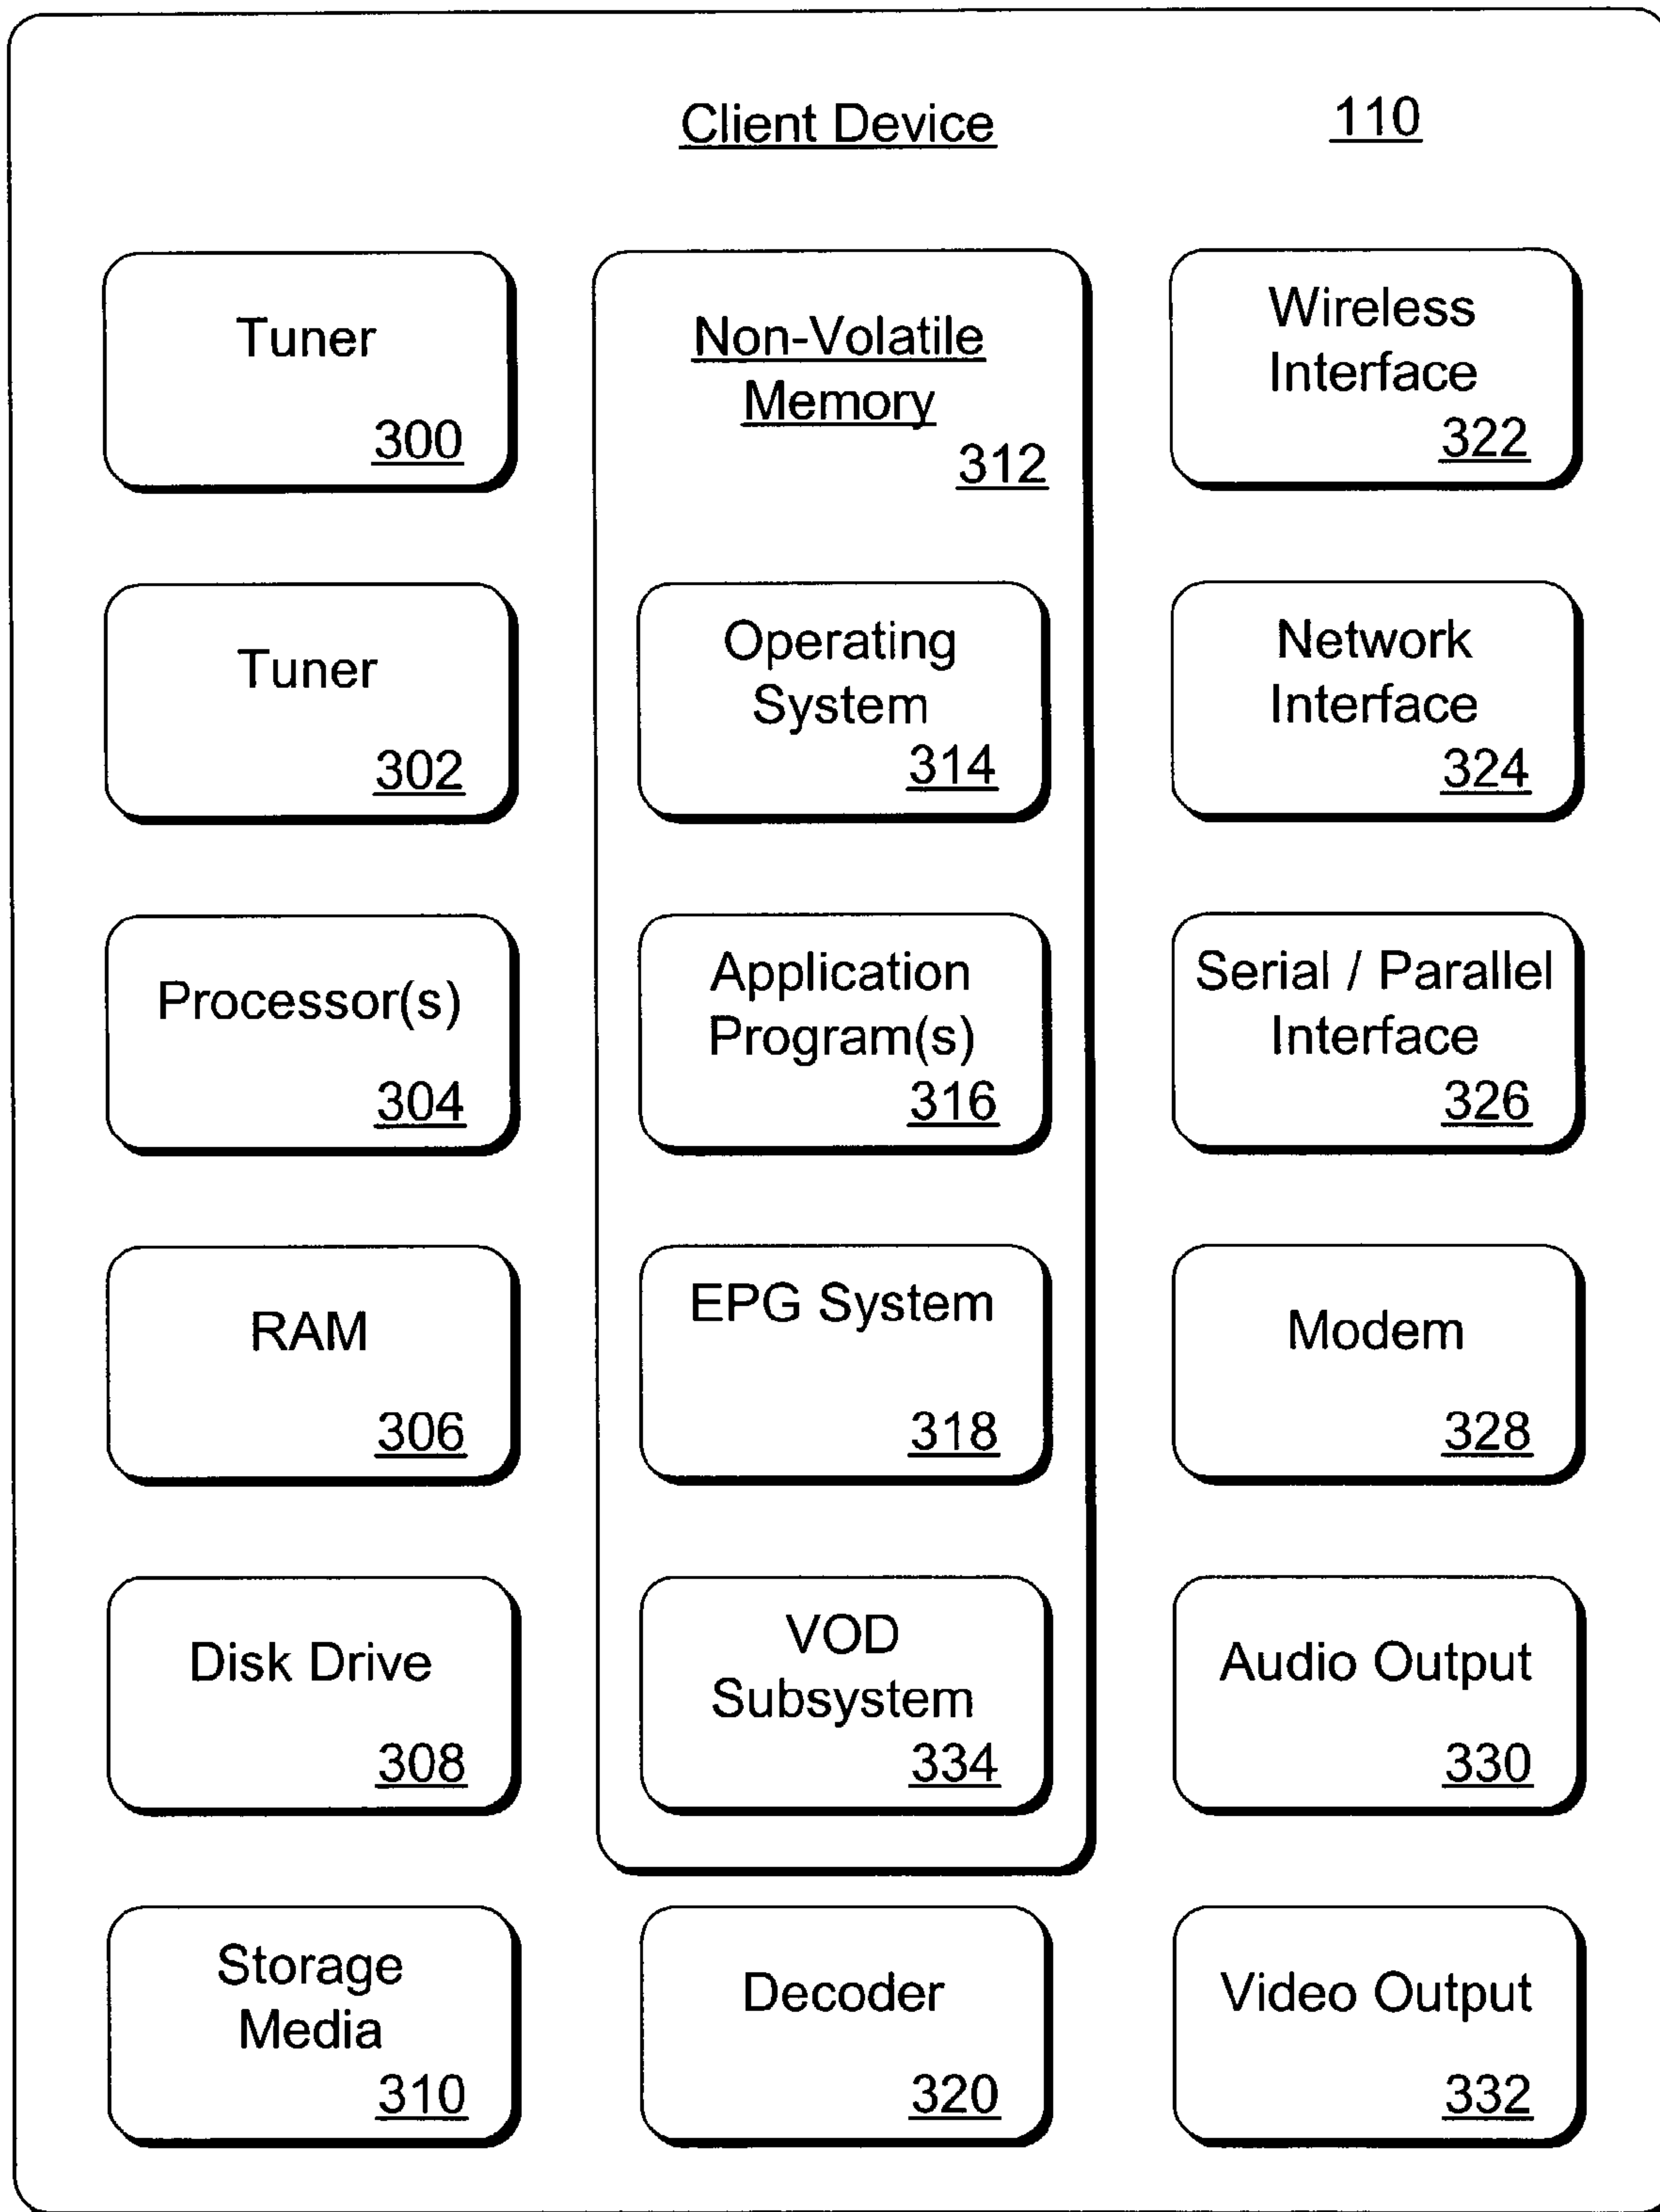 Client Device
110
Tuner
300
Tuner
302
Processor(s)
304
RAM
306
Disk Drive
308
Storage
Media
310
Non-Volatile
Memory
312
Operating
System
314
Application
Program(s)
316
EPG System
318
VOD
Subsystem
334
Decoder
320
Wireless
Interface
322
Network
Interface
324
Serial / Parallel
Interface
326
Modem
328
Audio Output
330
Video Output
332